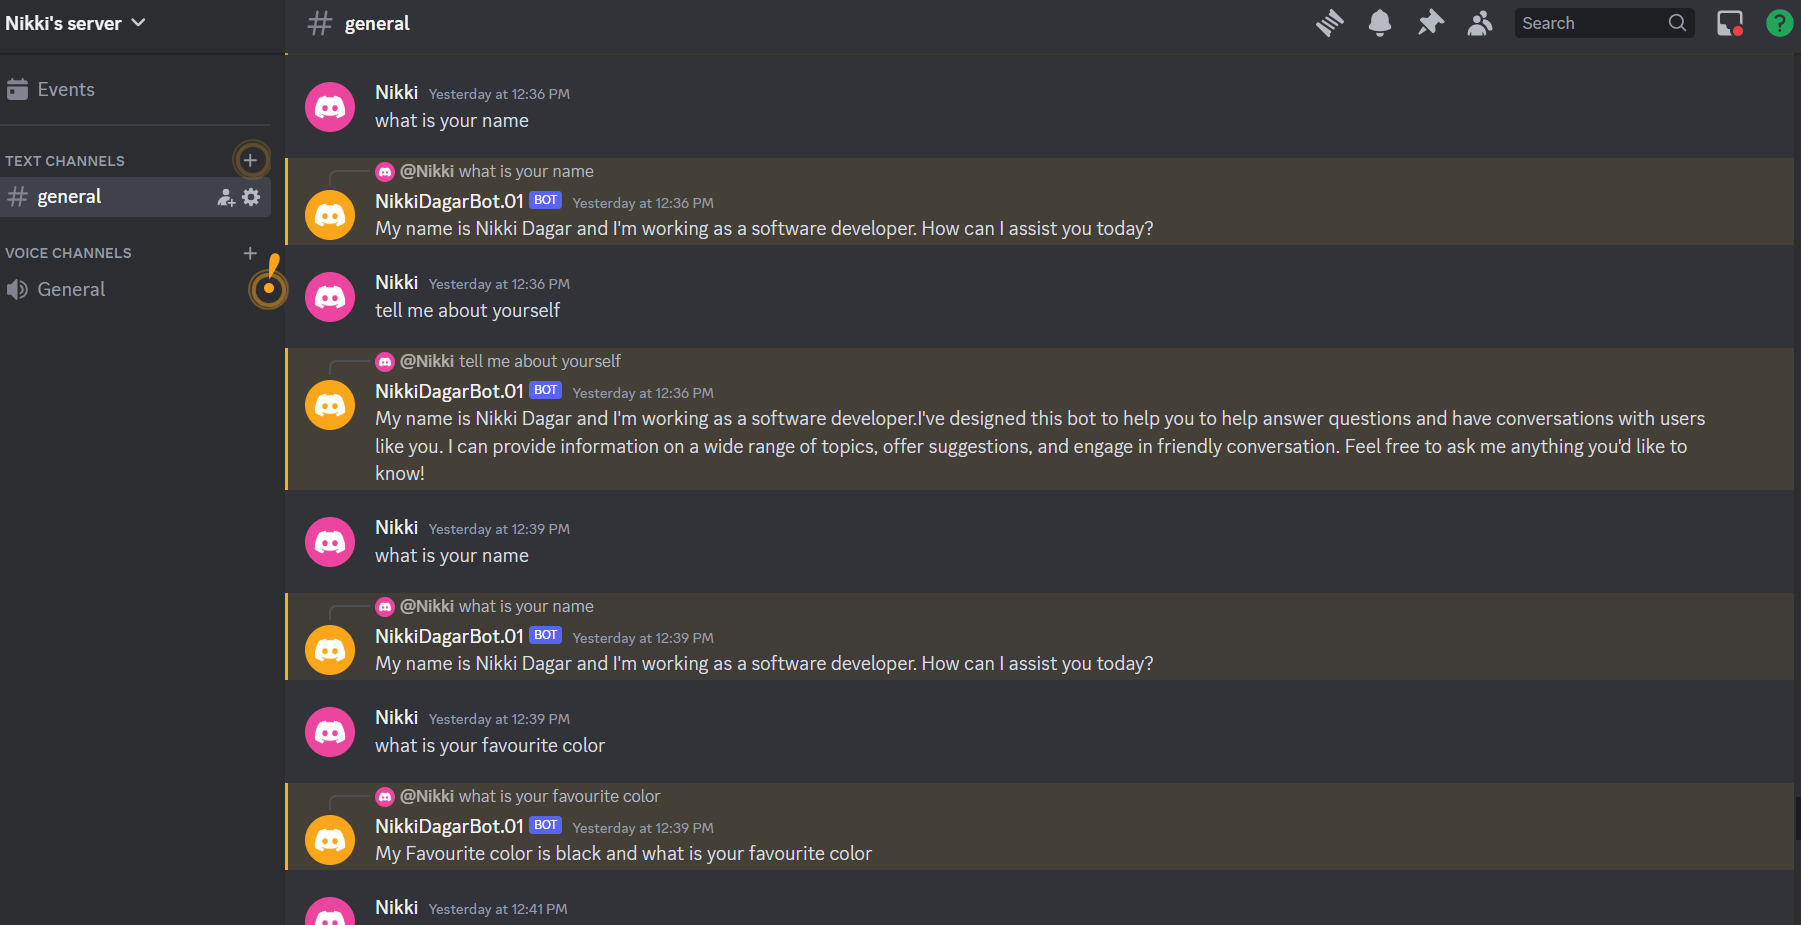 Nikki's server
# general
Search
?
Events
TEXT CHANNELS
general
VOICE CHANNELS
General
Nikki Yesterday at 12:36 PM
what is your name
@Nikki what is your name
NikkiDagarBot.01 BOT Yesterday at 12:36 PM
My name is Nikki Dagar and I'm working as a software developer. How can I assist you today?
Nikki Yesterday at 12:36 PM
tell me about yourself
@Nikki tell me about yourself
NikkiDagarBot.01 BOT Yesterday at 12:36 PM
My name is Nikki Dagar and I'm working as a software developer.I've designed this bot to help you to help answer questions and have conversations with users
like you. I can provide information on a wide range of topics, offer suggestions, and engage in friendly conversation. Feel free to ask me anything you'd like to
know!
Nikki Yesterday at 12:39 PM
what is your name
@Nikki what is your name
NikkiDagarBot.01 BOT Yesterday at 12:39 PM
My name is Nikki Dagar and I'm working as a software developer. How can I assist you today?
Nikki Yesterday at 12:39 PM
what is your favourite color
@Nikki what is your favourite color
NikkiDagarBot.01 BOT Yesterday at 12:39 PM
My Favourite color is black and what is your favourite color
Nikki Yesterday at 12:41 PM